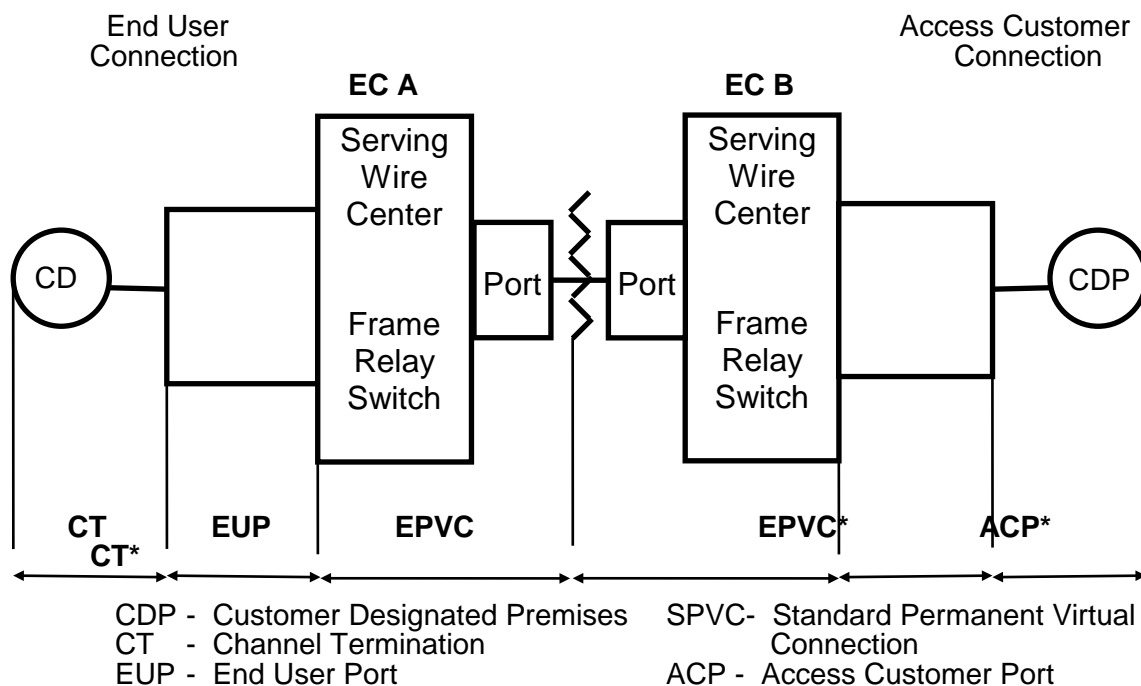 End User
Connection
Access Customer
Connection
EC A
EC B
Serving
Wire
Center
Frame
Relay
Switch
Serving
Wire
Center
Frame
Relay
Switch
CD
Port
Port
CDP
CT
EUP
EPVC
EPVC*
ACP*
CT*
CDP - Customer Designated Premises
CT - Channel Termination
EUP - End User Port
SPVC- Standard Permanent Virtual
Connection
ACP - Access Customer Port